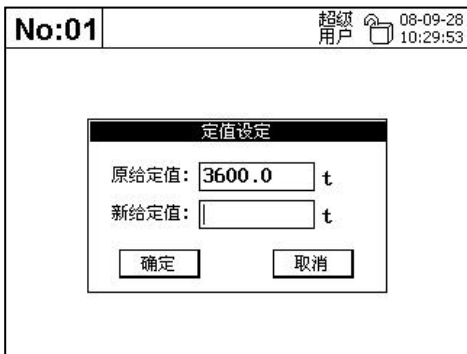 No:01
超级 08-09-28
用户 10:29:53
定值设定
原给定值: 3600.0 t
新给定值: t
确定 取消